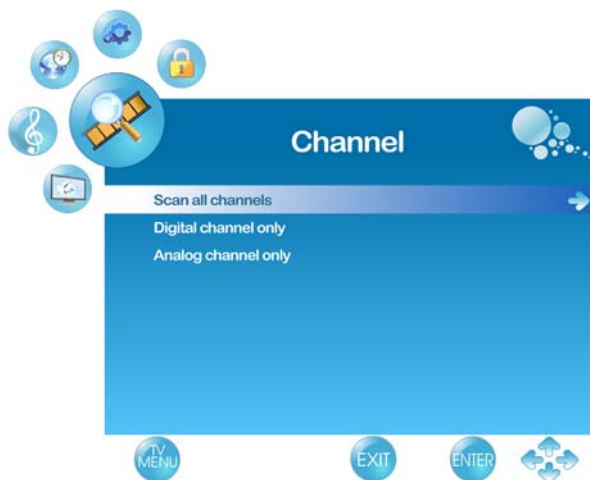 Channel
Scan all channels
Digital channel only
Analog channel only
TV
MENU
EXIT
ENTER